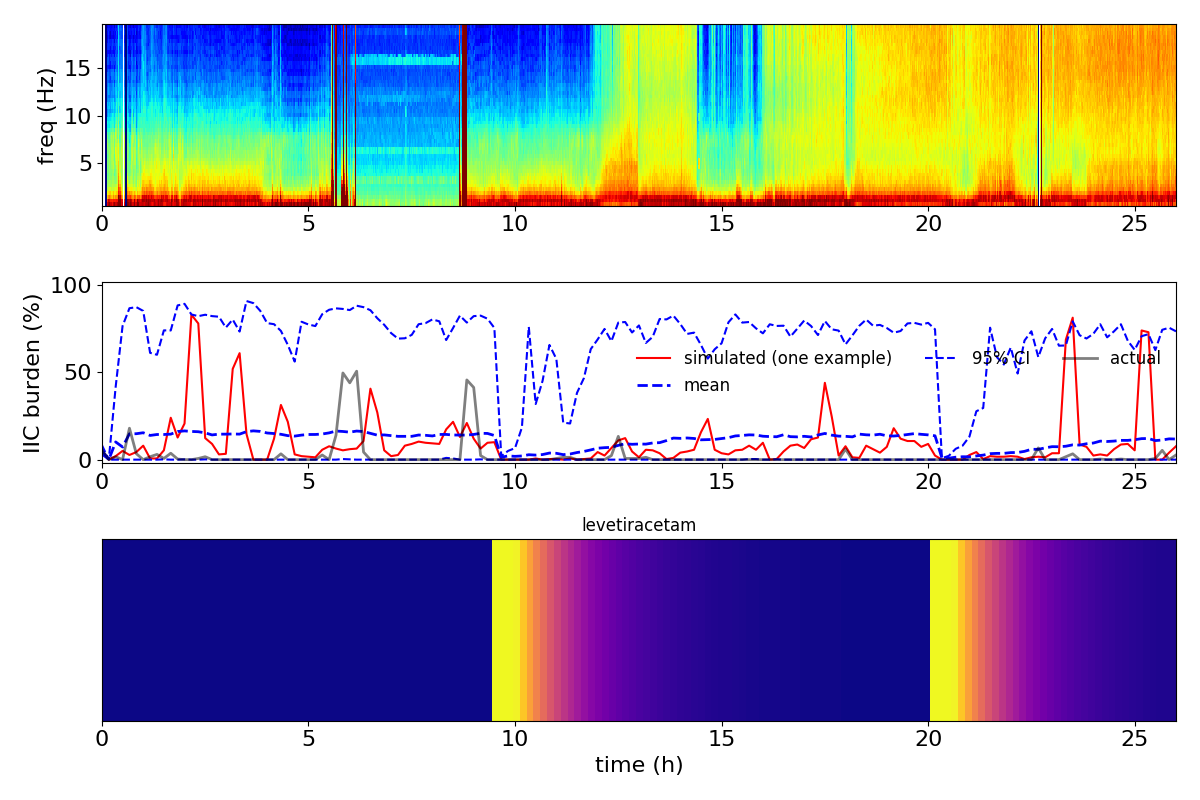 freq (Hz)
15
10
5
0 5 10 15 20 25
IIC burden (%)
100
50
0
simulated (one example) 95% CI actual
mean
0 5 10 15 20 25
levetiracetam
0 5 10 15 20 25
time (h)